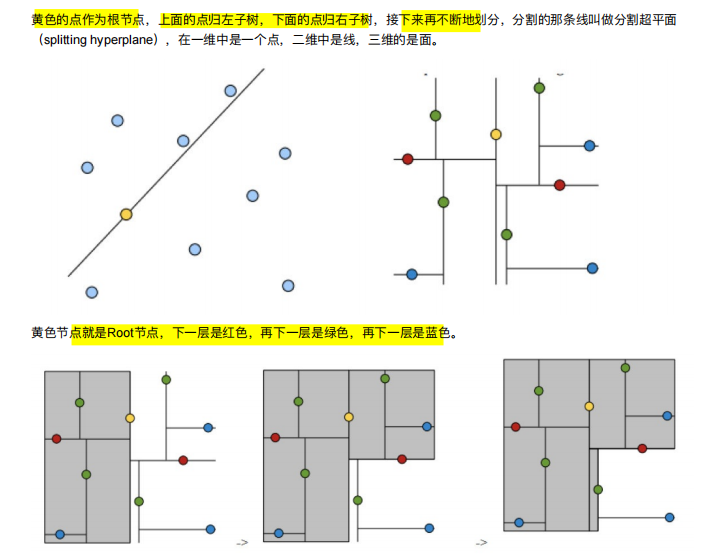 黄色的点作为根节点，上面的点归左子树，下面的点归右子树，接下来再不断地划分，分割的那条线叫做分割超平面
（splitting hyperplane），在一维中是一个点，二维中是线，三维的是面。
黄色节点就是Root节点，下一层是红色，再下一层是绿色，再下一层是蓝色。
->
->